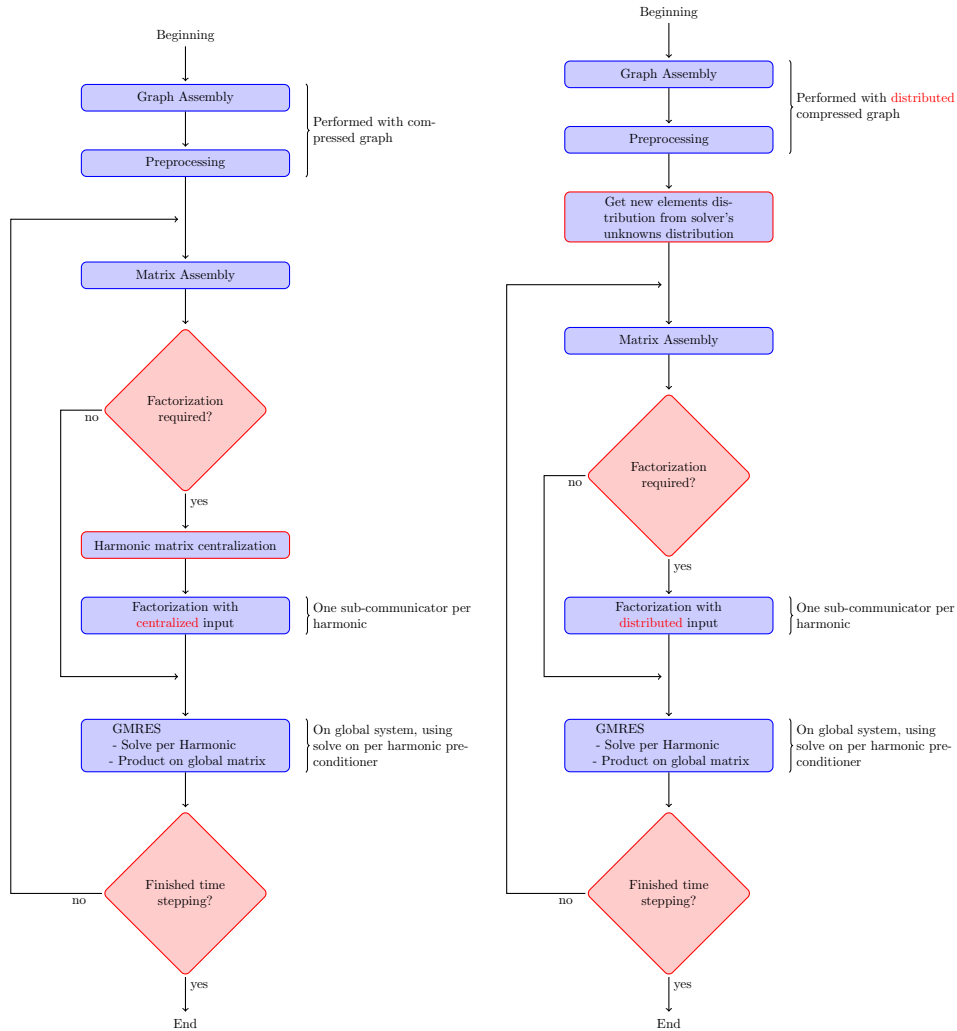 Beginning
Graph Assembly
Performed with com-
pressed graph
Preprocessing
Matrix Assembly
Factorization
required?
no
yes
Harmonic matrix centralization
Factorization with
centralized input
One sub-communicator per
harmonic
GMRES
- Solve per Harmonic
- Product on global matrix
On global system, using
solve on per harmonic pre-
conditioner
Finished time
stepping?
no
yes
End
Beginning
Graph Assembly
Performed with distributed
compressed graph
Preprocessing
Get new elements dis-
tribution from solver's
unknowns distribution
Matrix Assembly
Factorization
required?
no
yes
Factorization with
distributed input
One sub-communicator per
harmonic
GMRES
- Solve per Harmonic
- Product on global matrix
On global system, using
solve on per harmonic pre-
conditioner
Finished time
stepping?
no
yes
End